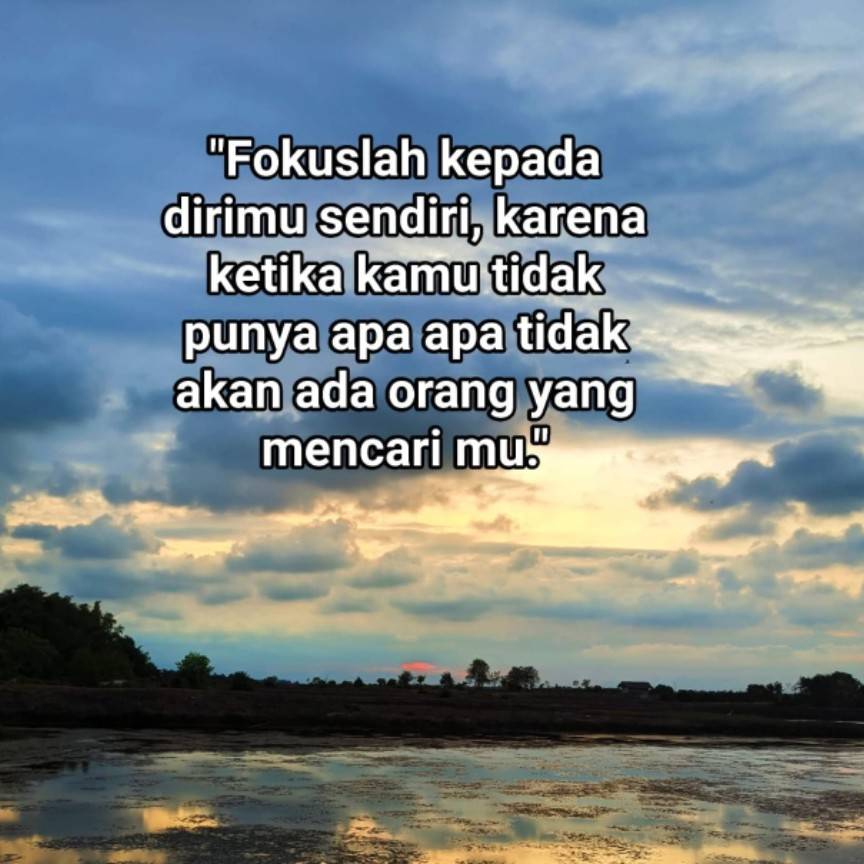 "Fokuslah kepada
dirimu sendiri, karena
ketika kamu tidak
punya apa apa tidak
akan ada orang yang
mencari mu."